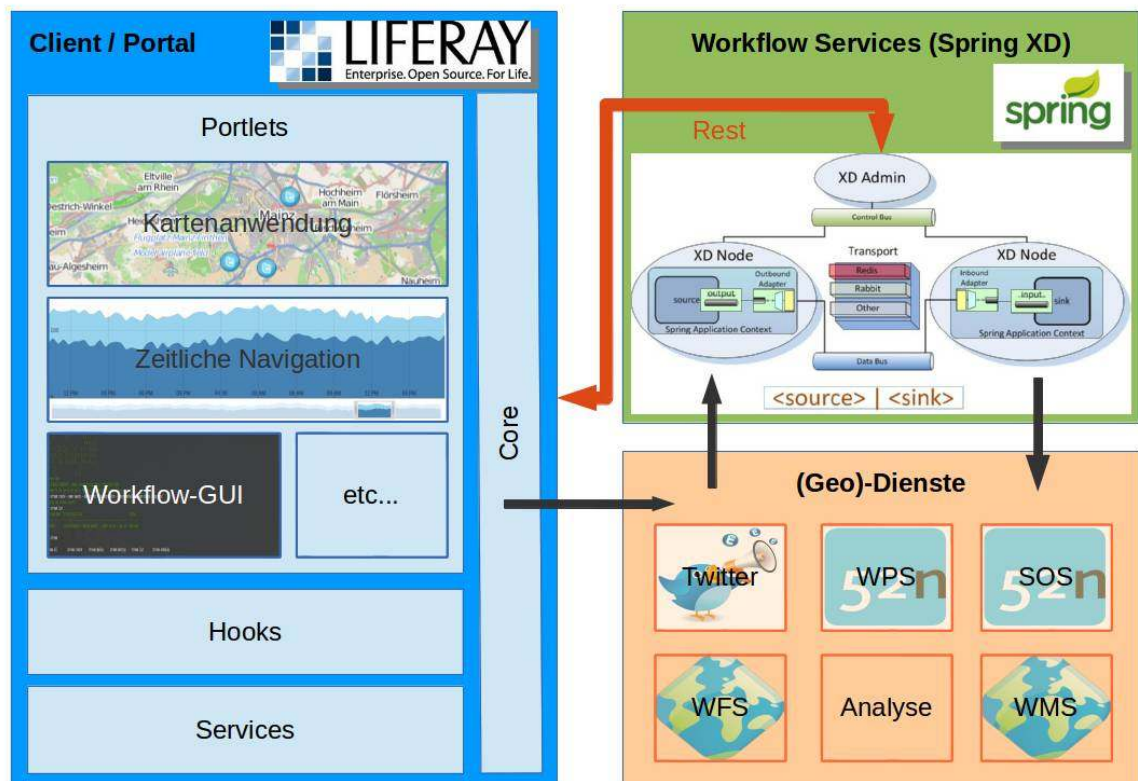 Client / Portal
LIFERAY
Enterprise. Open Source. For Life.
Portlets
Eltville
am Rhein
Hochheim
am Main
Flörsheim
Mainz
Kartenanwendung
Nauheim
Zeitliche Navigation
Workflow-GUI
etc...
Hooks
Services
Core
Workflow Services (Spring XD)
spring
Rest
XD Admin
Control Bus
XD Node
Transport
XD Node
Redis
Rabbit
Other
Outbound
Adapter
source
output
Spring Application Context
Inbound
Adapter
input
sink
Spring Application Context
Data Bus
<source> | <sink>
(Geo)-Dienste
Twitter
WPS
52n
SOS
52n
WFS
Analyse
WMS